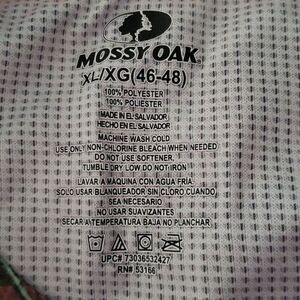 MOSSY OAK
XL/XG(46-48)
100% POLYESTER
100% POLYESTER
MADE IN EL SALVADOR
HECHO EN EL SALVADOR
MACHINE WASH COLD
USE ONLY NON-CHLORINE BLEACH WHEN NEEDED
DO NOT USE SOFTENER.
TUMBLE DRY LOW DO NOT IRON
LAVAR A MAQUINA CON AGUA FRIA.
SOLO USAR BLANQUEADOR SIN CLORO CUANDO
SEA NECESARIO
NO USAR SUAVIZANTES
SECAR A TEMPERATURA BAJA NO PLANCHAR
UPC# 73036532427
RN# 53166